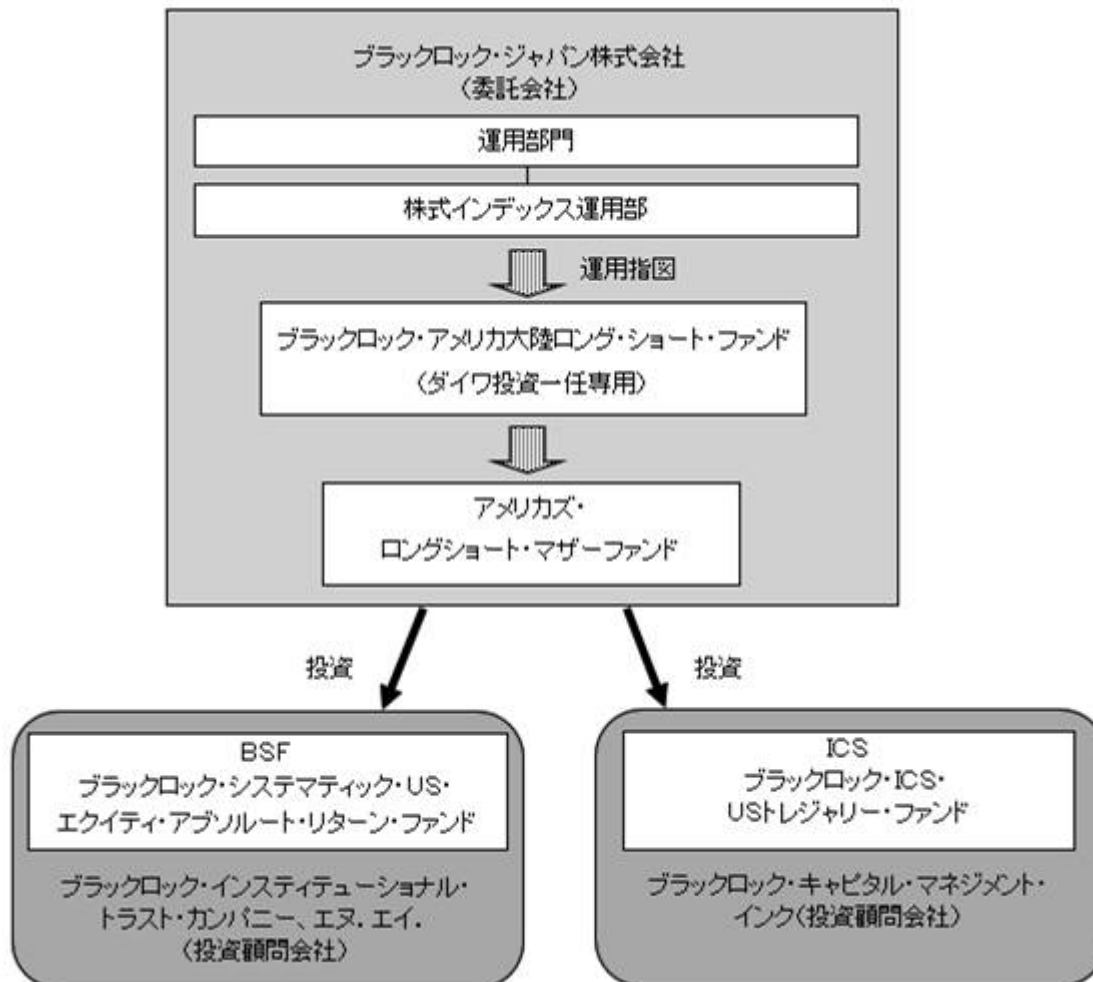 ブラックロック・ジャパン株式会社
（委託会社）
運用部門
株式インデックス運用部
運用指図
ブラックロック・アメリカ大陸ロング・ショート・ファンド
（ダイワ投資一任専用）
アメリカズ・
ロングショート・マザーファンド
投資
投資
BSF
ブラックロック・システマティック・US・
エクイティ・アブソルート・リターン・ファンド
ブラックロック・インスティテューショナル・
トラスト・カンパニー、エヌ．エイ．
（投資顧問会社）
ICS
ブラックロック・ICS・
USトレジャリー・ファンド
ブラックロック・キャピタル・マネジメント・
インク（投資顧問会社）